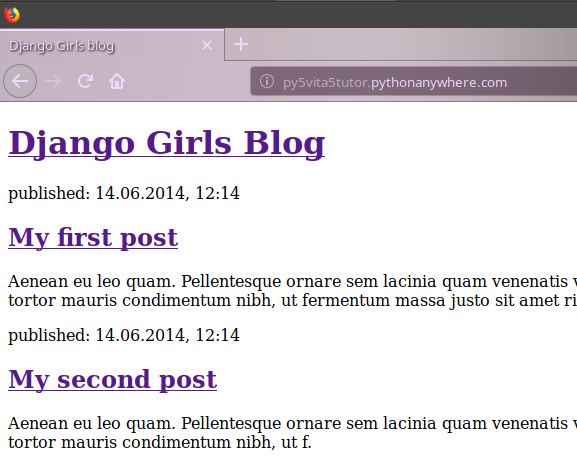 Django Girls blog
py5vita5tutor.pythonanywhere.com
Django Girls Blog
published: 14.06.2014, 12:14
My first post
Aenean eu leo quam. Pellentesque ornare sem lacinia quam venenatis v
tortor mauris condimentum nibh, ut fermentum massa justo sit amet ri
published: 14.06.2014, 12:14
My second post
Aenean eu leo quam. Pellentesque ornare sem lacinia quam venenatis v
tortor mauris condimentum nibh, ut f.